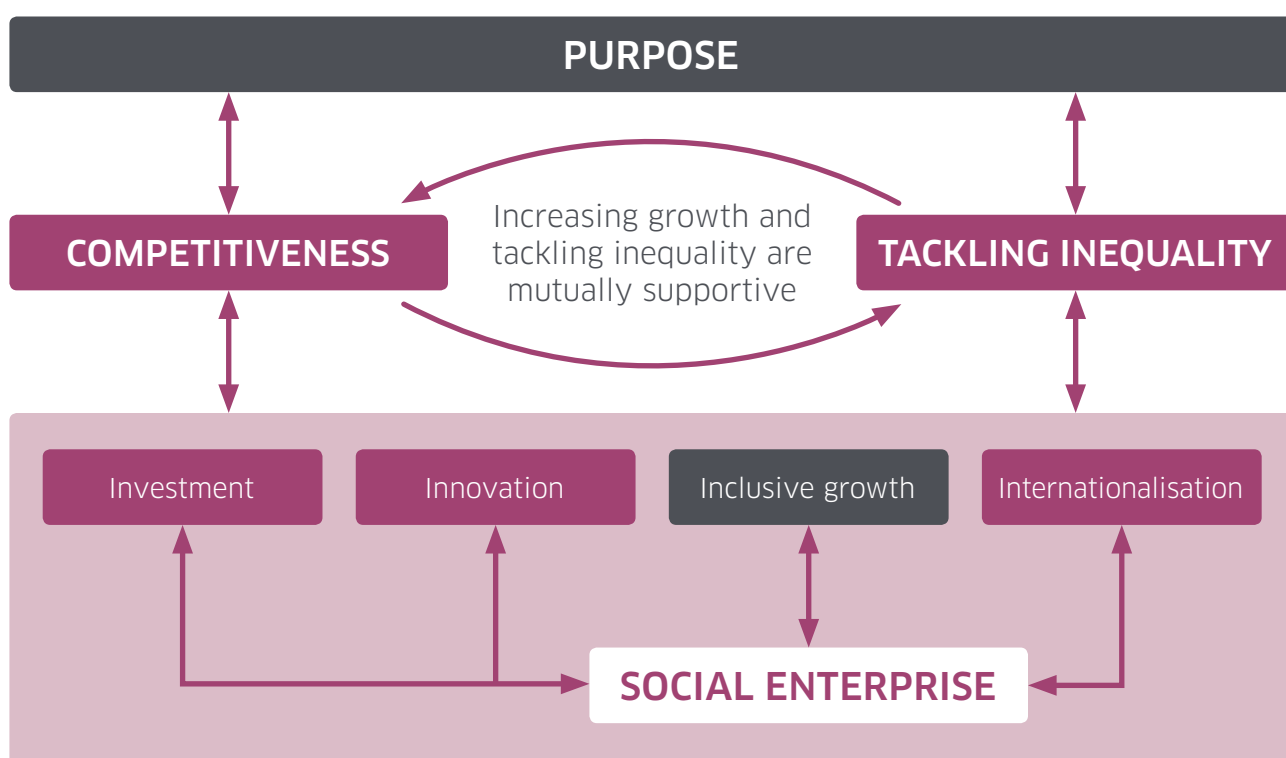 PURPOSE
COMPETITIVENESS
Increasing growth and
tackling inequality are
mutually supportive
TACKLING INEQUALITY
Investment
Innovation
Inclusive growth
Internationalisation
SOCIAL ENTERPRISE